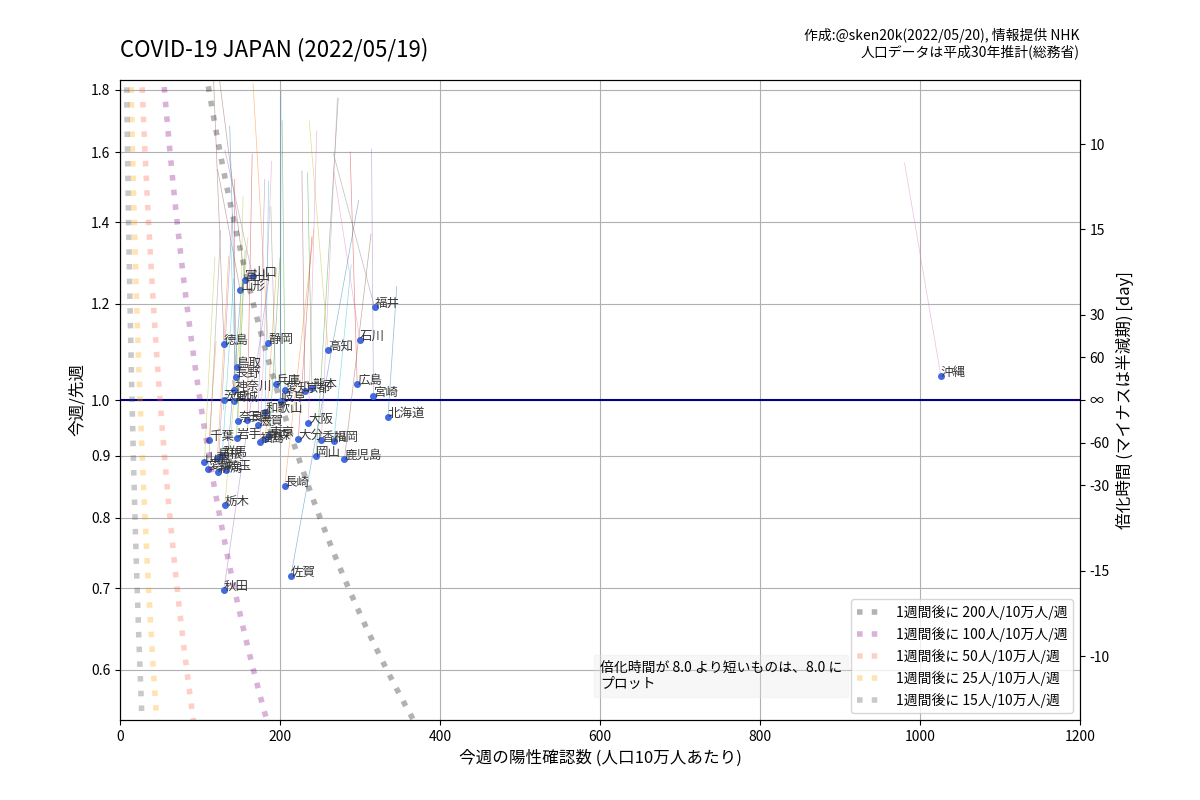 COVID-19 JAPAN (2022/05/19)
作成:@sken20k(2022/05/20), 情報提供 NHK
人口データは平成30年推計(総務省)
今週/先週
1.8
1.6
1.4
1.2
1.0
0.9
0.8
0.7
0.6
10
15
30
60
∞
-60
-30
-15
-10
倍化時間 (マイナスは半減期) [day]
0
200
400
600
800
1000
1200
今週の陽性確認数 (人口10万人あたり)
山口
山形
福井
徳島
静岡
高知
石川
鳥取
長野
沖縄
神奈川
兵庫
熊本
広島
宮崎
岐阜
和歌山
北海道
滋賀
大阪
千葉
岩手
大分
福岡
岡山
鹿児島
群馬
埼玉
長崎
栃木
佐賀
秋田
倍化時間が 8.0 より短いものは、8.0 に
プロット
1週間後に 200人/10万人/週
1週間後に 100人/10万人/週
1週間後に 50人/10万人/週
1週間後に 25人/10万人/週
1週間後に 15人/10万人/週